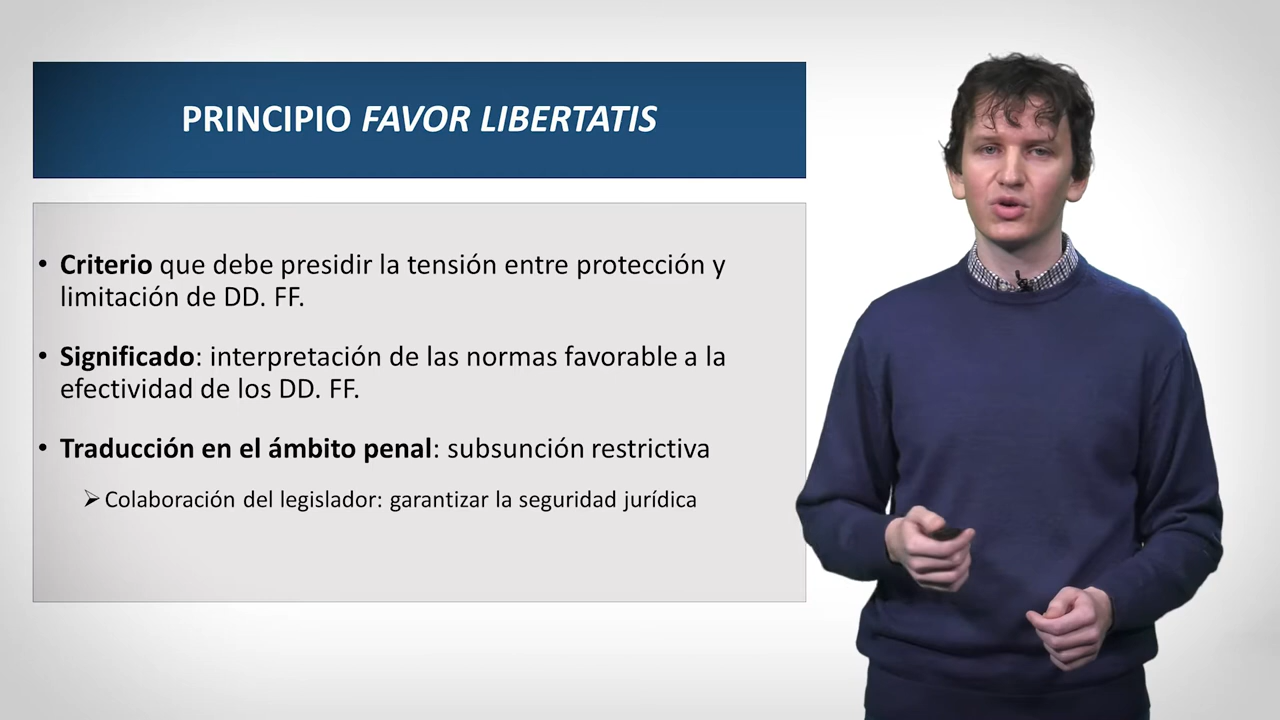 PRINCIPIO FAVOR LIBERTATIS
• Criterio que debe presidir la tensión entre protección y
limitación de DD. FF.
• Significado: interpretación de las normas favorable a la
efectividad de los DD. FF.
• Traducción en el ámbito penal: subsunción restrictiva
➢ Colaboración del legislador: garantizar la seguridad jurídica